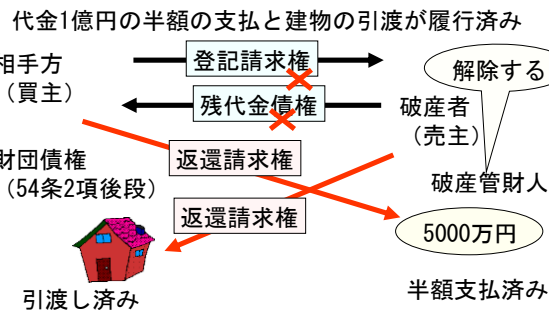 代金1億円の半額の支払と建物の引渡が履行済み
相手方
（買主）
登記請求権
解除する
残代金債権
破産者
（売主）
財団債権
（54条2項後段）
返還請求権
破産管財人
返還請求権
5000万円
引渡し済み
半額支払済み